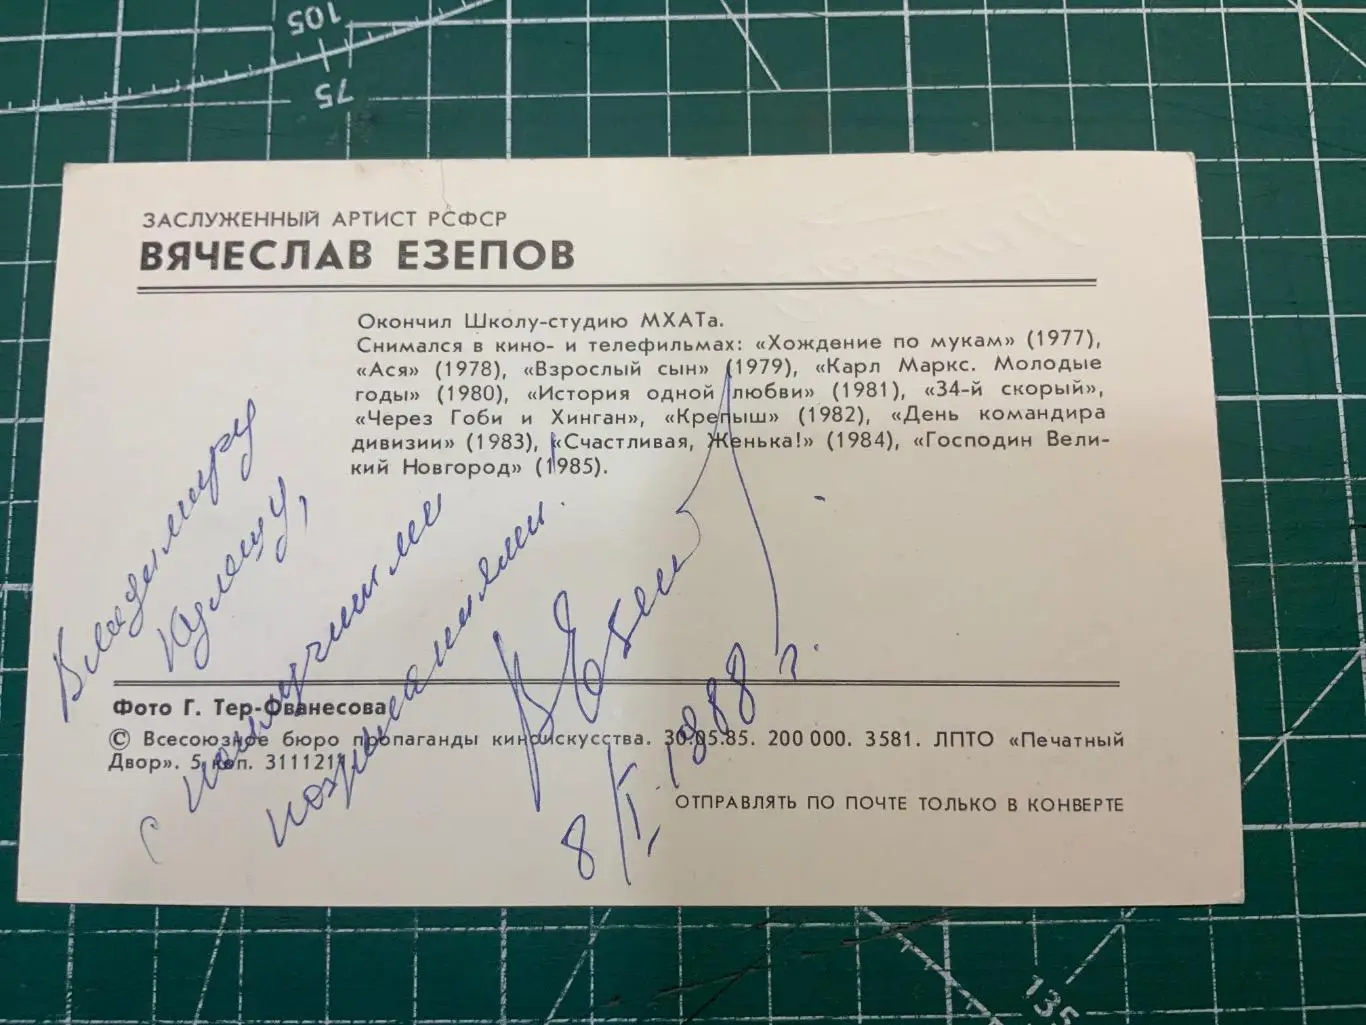 105
75
ЗАСЛУЖЕННЫЙ АРТИСТ РСФСР
ВЯЧЕСЛАВ ЕЗЕПОВ
Окончил Школу-студию МХАТа.
Снимался в кино- и телефильмах: «Хождение по мукам» (1977),
«Ася» (1978), «Взрослый сын» (1979), «Карл Маркс. Молодые
годы» (1980), «История одной любви» (1981), «34-й скорый»,
«Через Гоби и Хинган», «Крепыш» (1982), «День командира
дивизии» (1983), «Счастливая, Женька!» (1984), «Господин Вели-
кий Новгород» (1985).
Владимиру
с наилучшими
пожеланиями!
8/I. 1988 г.
Фото Г. Тер-Ованесова
© Всесоюзное бюро пропаганды киноискусства. 30.05.85. 200 000. 3581. ЛПТО «Печатный
Двор». 5 коп. 3111211.
ОТПРАВЛЯТЬ ПО ПОЧТЕ ТОЛЬКО В КОНВЕРТЕ
135